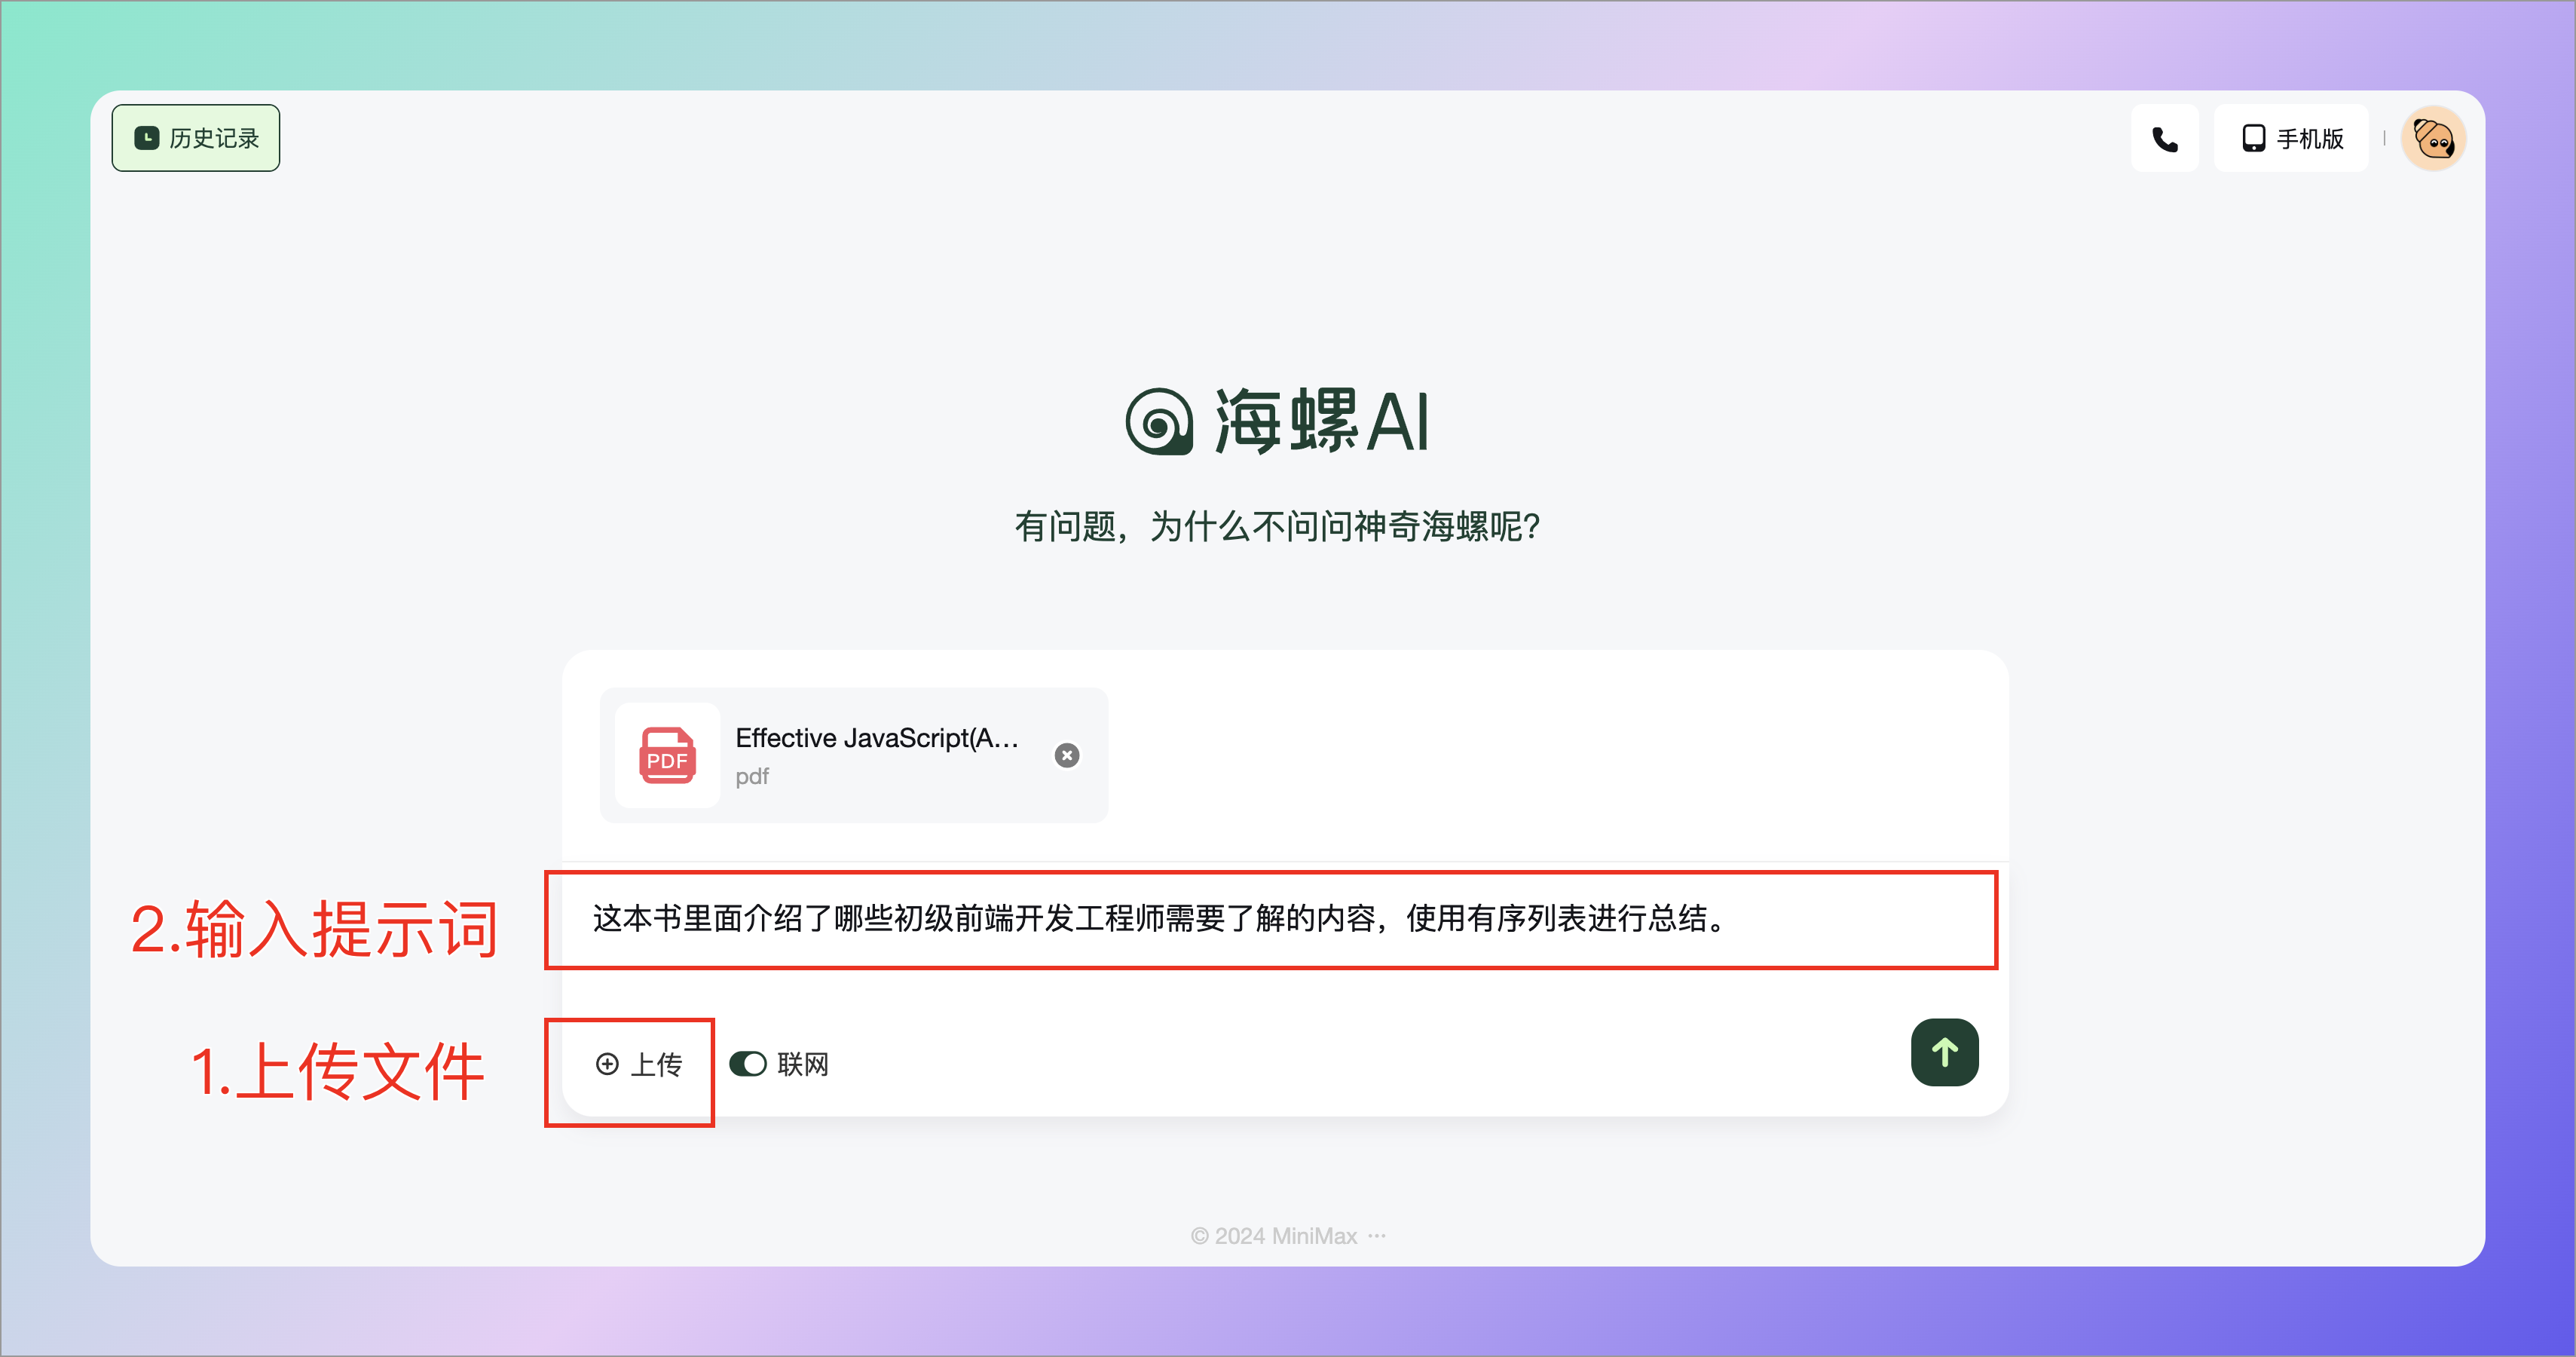 历史记录
手机版
海螺AI
有问题，为什么不问问神奇海螺呢？
PDF
Effective JavaScript(A...
pdf
2.输入提示词
这本书里面介绍了哪些初级前端开发工程师需要了解的内容，使用有序列表进行总结。
1.上传文件
上传
联网
© 2024 MiniMax ···